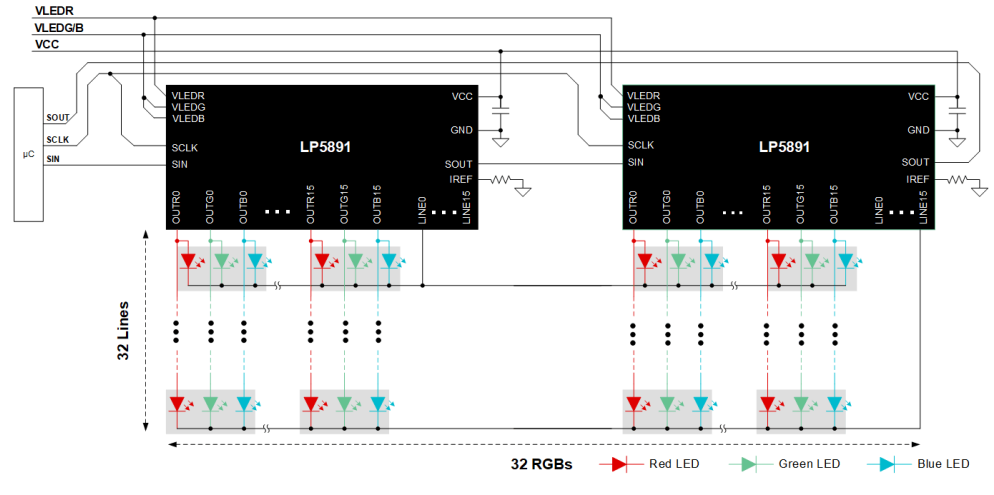 VLEDR
VLEDG/B
VCC
µC
SOUT
SCLK
SIN
VLEDR
VLEDG
VLEDB
SCLK
SIN
LP5891
VCC
GND
SOUT
IREF
OUTR0
OUTG0
OUTB0
OUTR15
OUTG15
OUTB15
LINE0
LINE15
VLEDR
VLEDG
VLEDB
SCLK
SIN
LP5891
VCC
GND
SOUT
IREF
OUTR0
OUTG0
OUTB0
OUTR15
OUTG15
OUTB15
LINE0
LINE15
32 Lines
32 RGBs
Red LED
Green LED
Blue LED